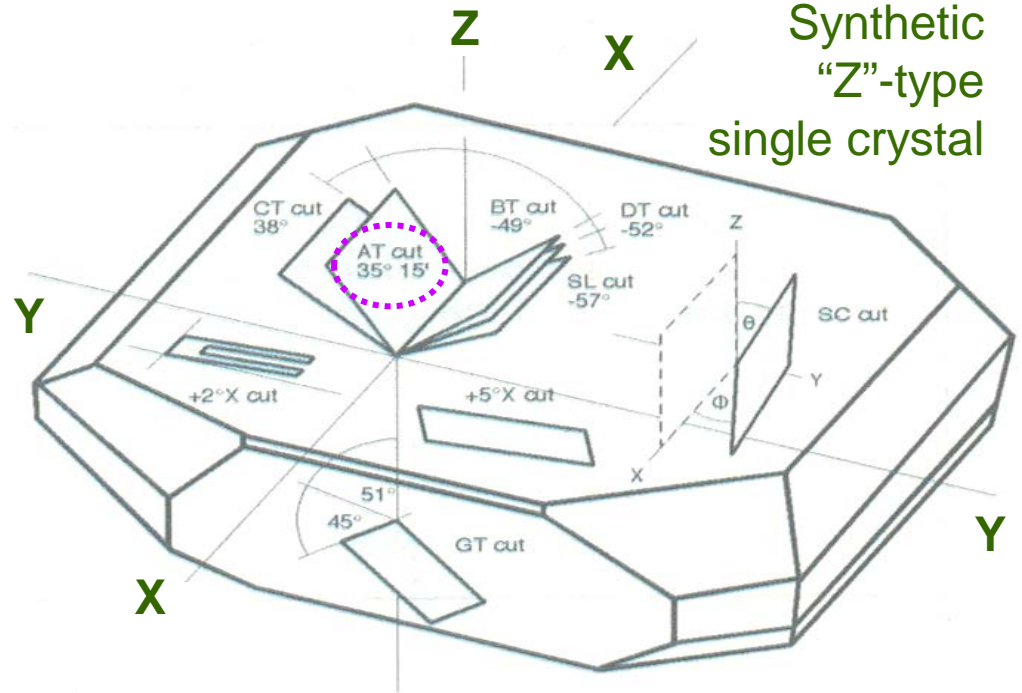 Synthetic
“Z”-type
single crystal
Z
X
CT cut
38°
AT cut
35° 15'
BT cut
-49°
DT cut
-52°
SL cut
-57°
Z
SC cut
θ
Y
Φ
X
Y
+2°X cut
+5°X cut
51°
45°
GT cut
X
Y